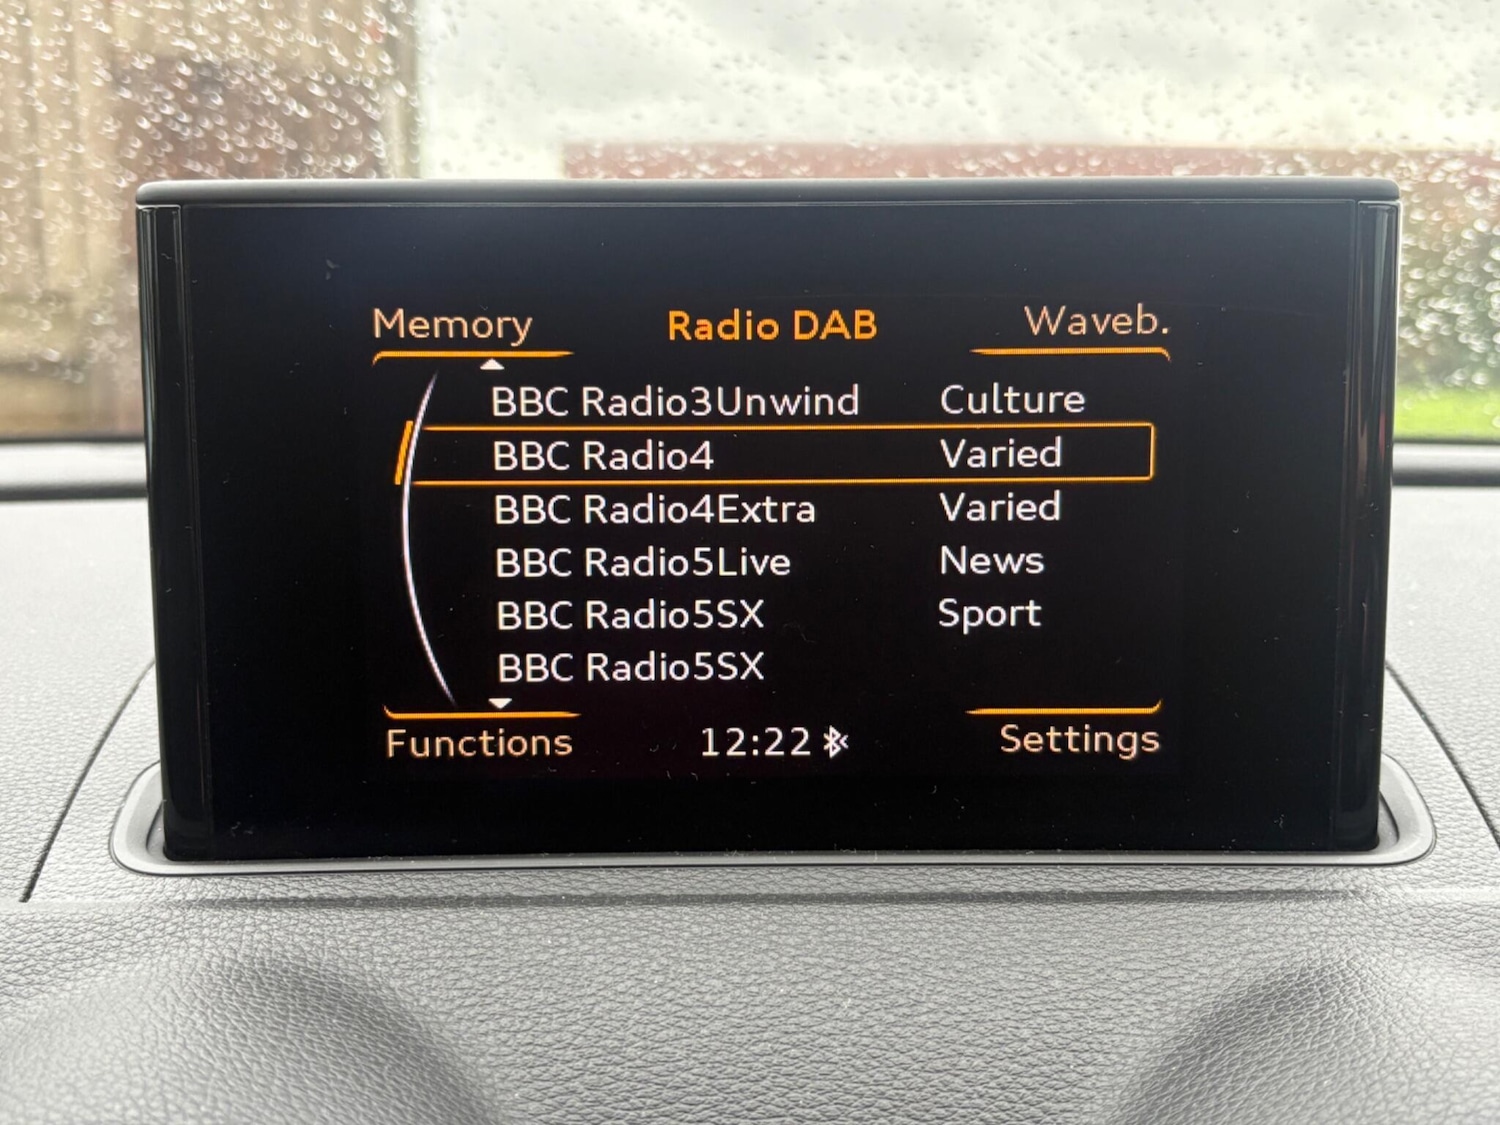 Memory Radio DAB Waveb.
BBC Radio3Unwind Culture
BBC Radio4 Varied
BBC Radio4Extra Varied
BBC Radio5Live News
BBC Radio5SX Sport
BBC Radio5SX
Functions 12:22 Settings